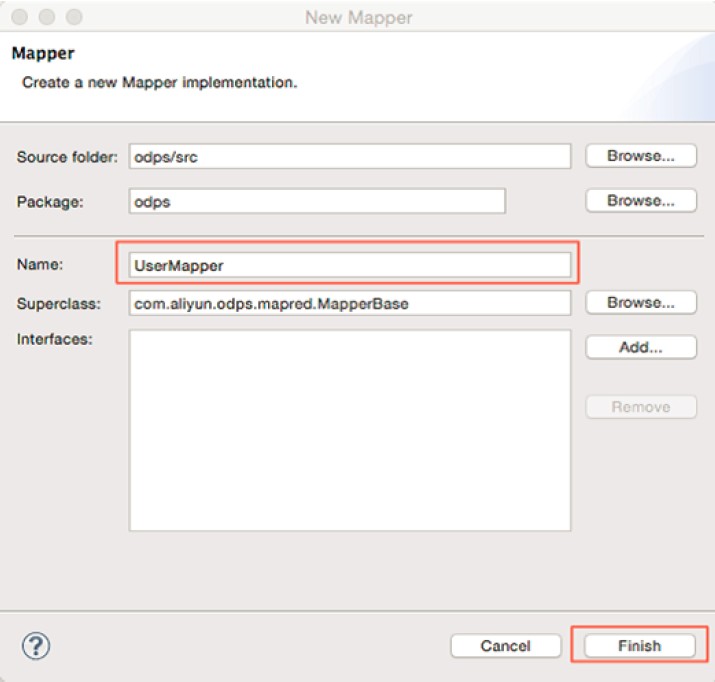 New Mapper
Mapper
Create a new Mapper implementation.
Source folder: odps/src Browse...
Package: odps Browse...
Name: UserMapper
Superclass: com.aliyun.odps.mapred.MapperBase Browse...
Interfaces: Add...
Remove
? Cancel Finish